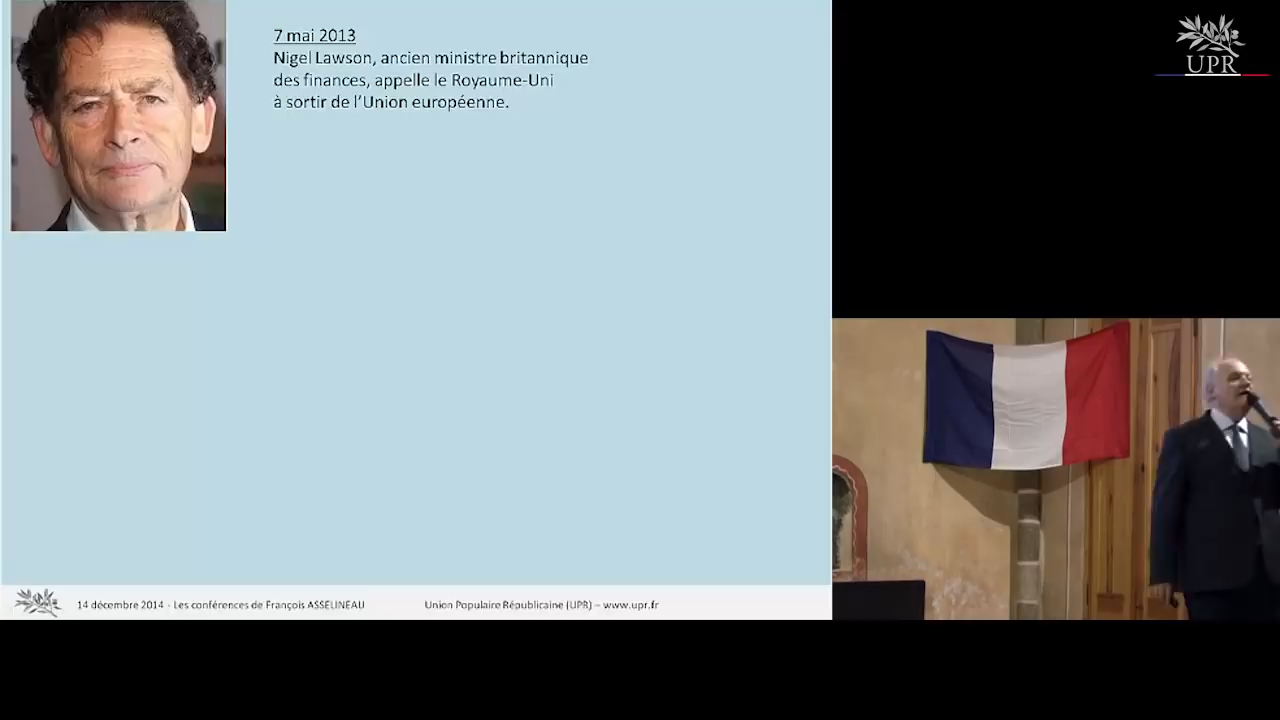 7 mai 2013
Nigel Lawson, ancien ministre britannique
des finances, appelle le Royaume-Uni
à sortir de l'Union européenne.
UPR
14 décembre 2014 - Les conférences de François ASSELINEAU
Union Populaire Républicaine (UPR) – www.upr.fr